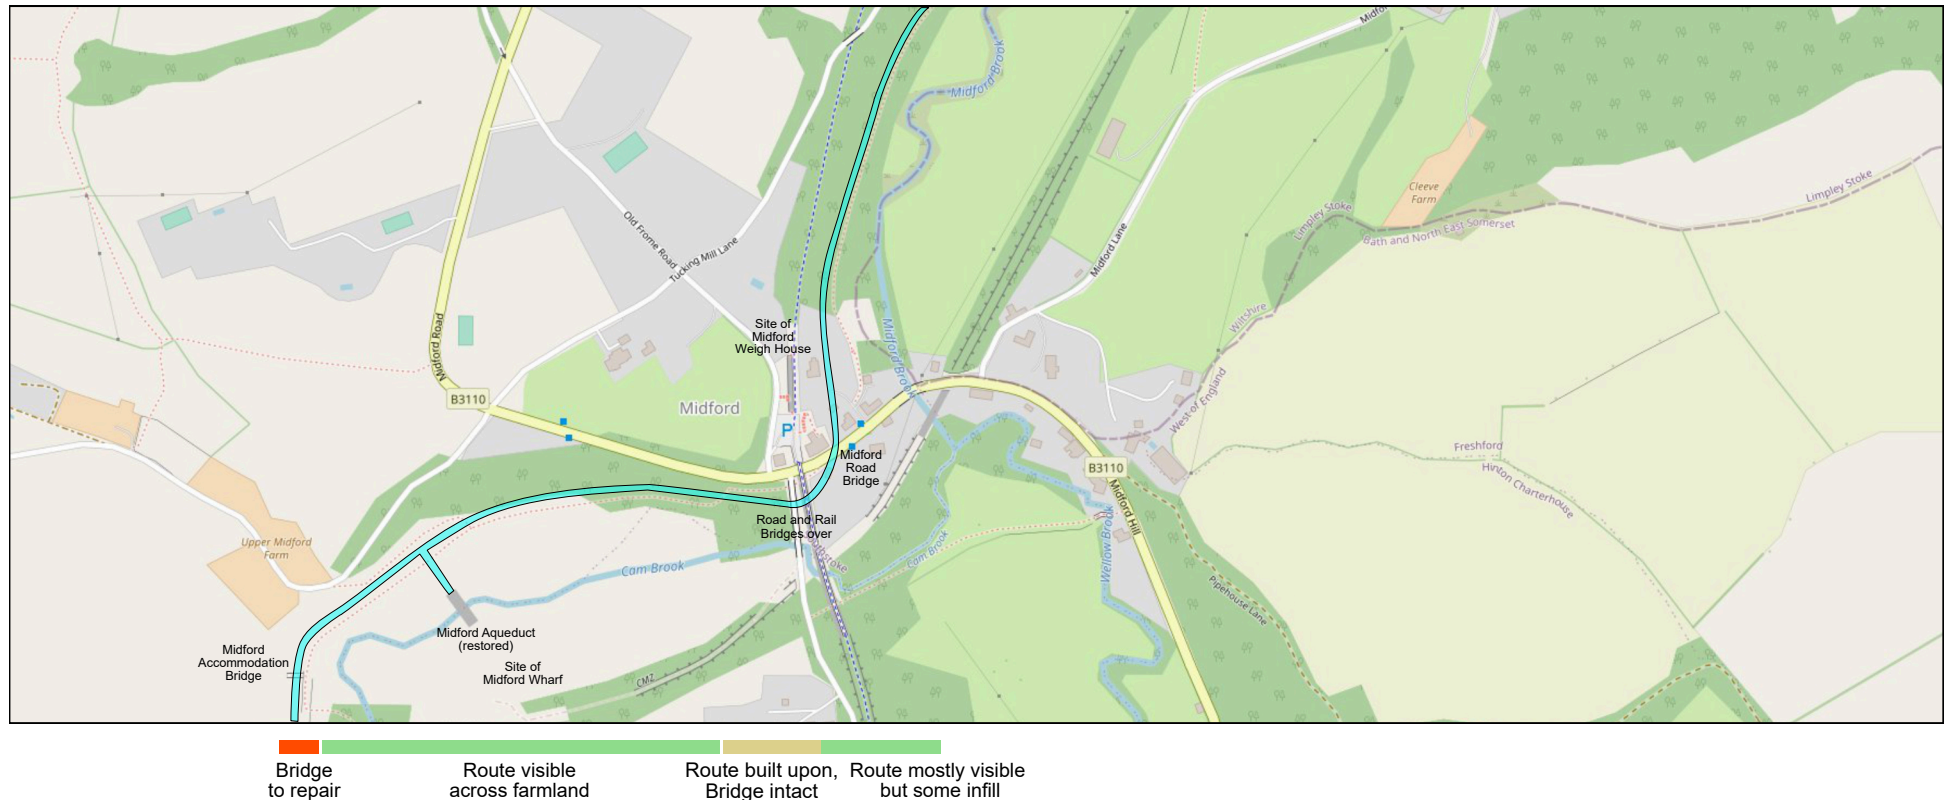 Midford Brook
Cleeve
Farm
Limpley Stoke
Limpley Stoke
Bath and North East Somerset
Old Frome Road
Tucking Mill Lane
Midford Lane
Wiltshire
West of England
Midford Road
Site of
Midford
Weigh House
Midford Brook
B3110
Midford
P
Midford
Road
Bridge
B3110
Freshford
Hinton Charterhouse
Midford Hill
Road and Rail
Bridges over
Upper Midford
Farm
Cam Brook
Cam Brook
Wellow Brook
Pipehouse Lane
Midford Aqueduct
(restored)
Midford
Accommodation
Bridge
Site of
Midford Wharf
CM2
Bridge
to repair
Route visible
across farmland
Route built upon,
Bridge intact
Route mostly visible
but some infill